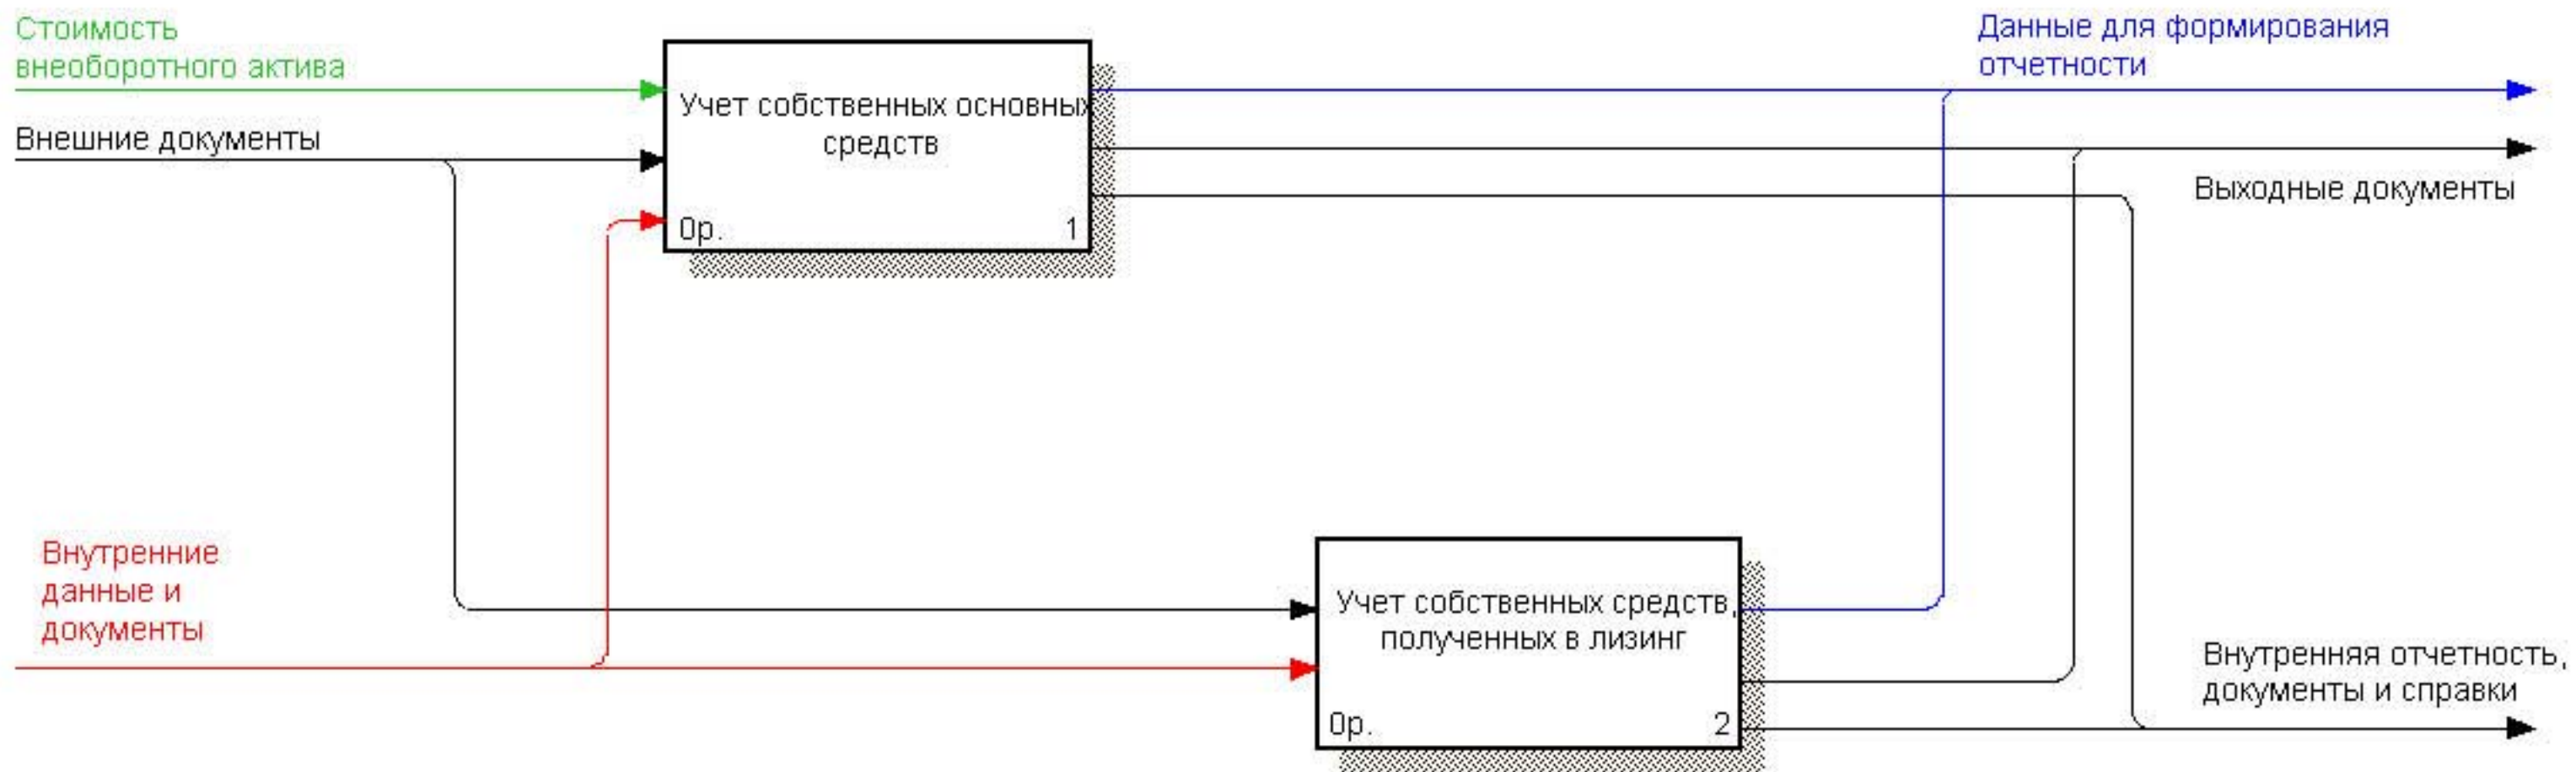 Стоимость
внеоборотного актива
Данные для формирования
отчетности
Учет собственных основных
средств
0р.
1
Внешние документы
Выходные документы
Внутренние
данные и
документы
Учет собственных средств,
полученных в лизинг
0р.
2
Внутренняя отчетность,
документы и справки